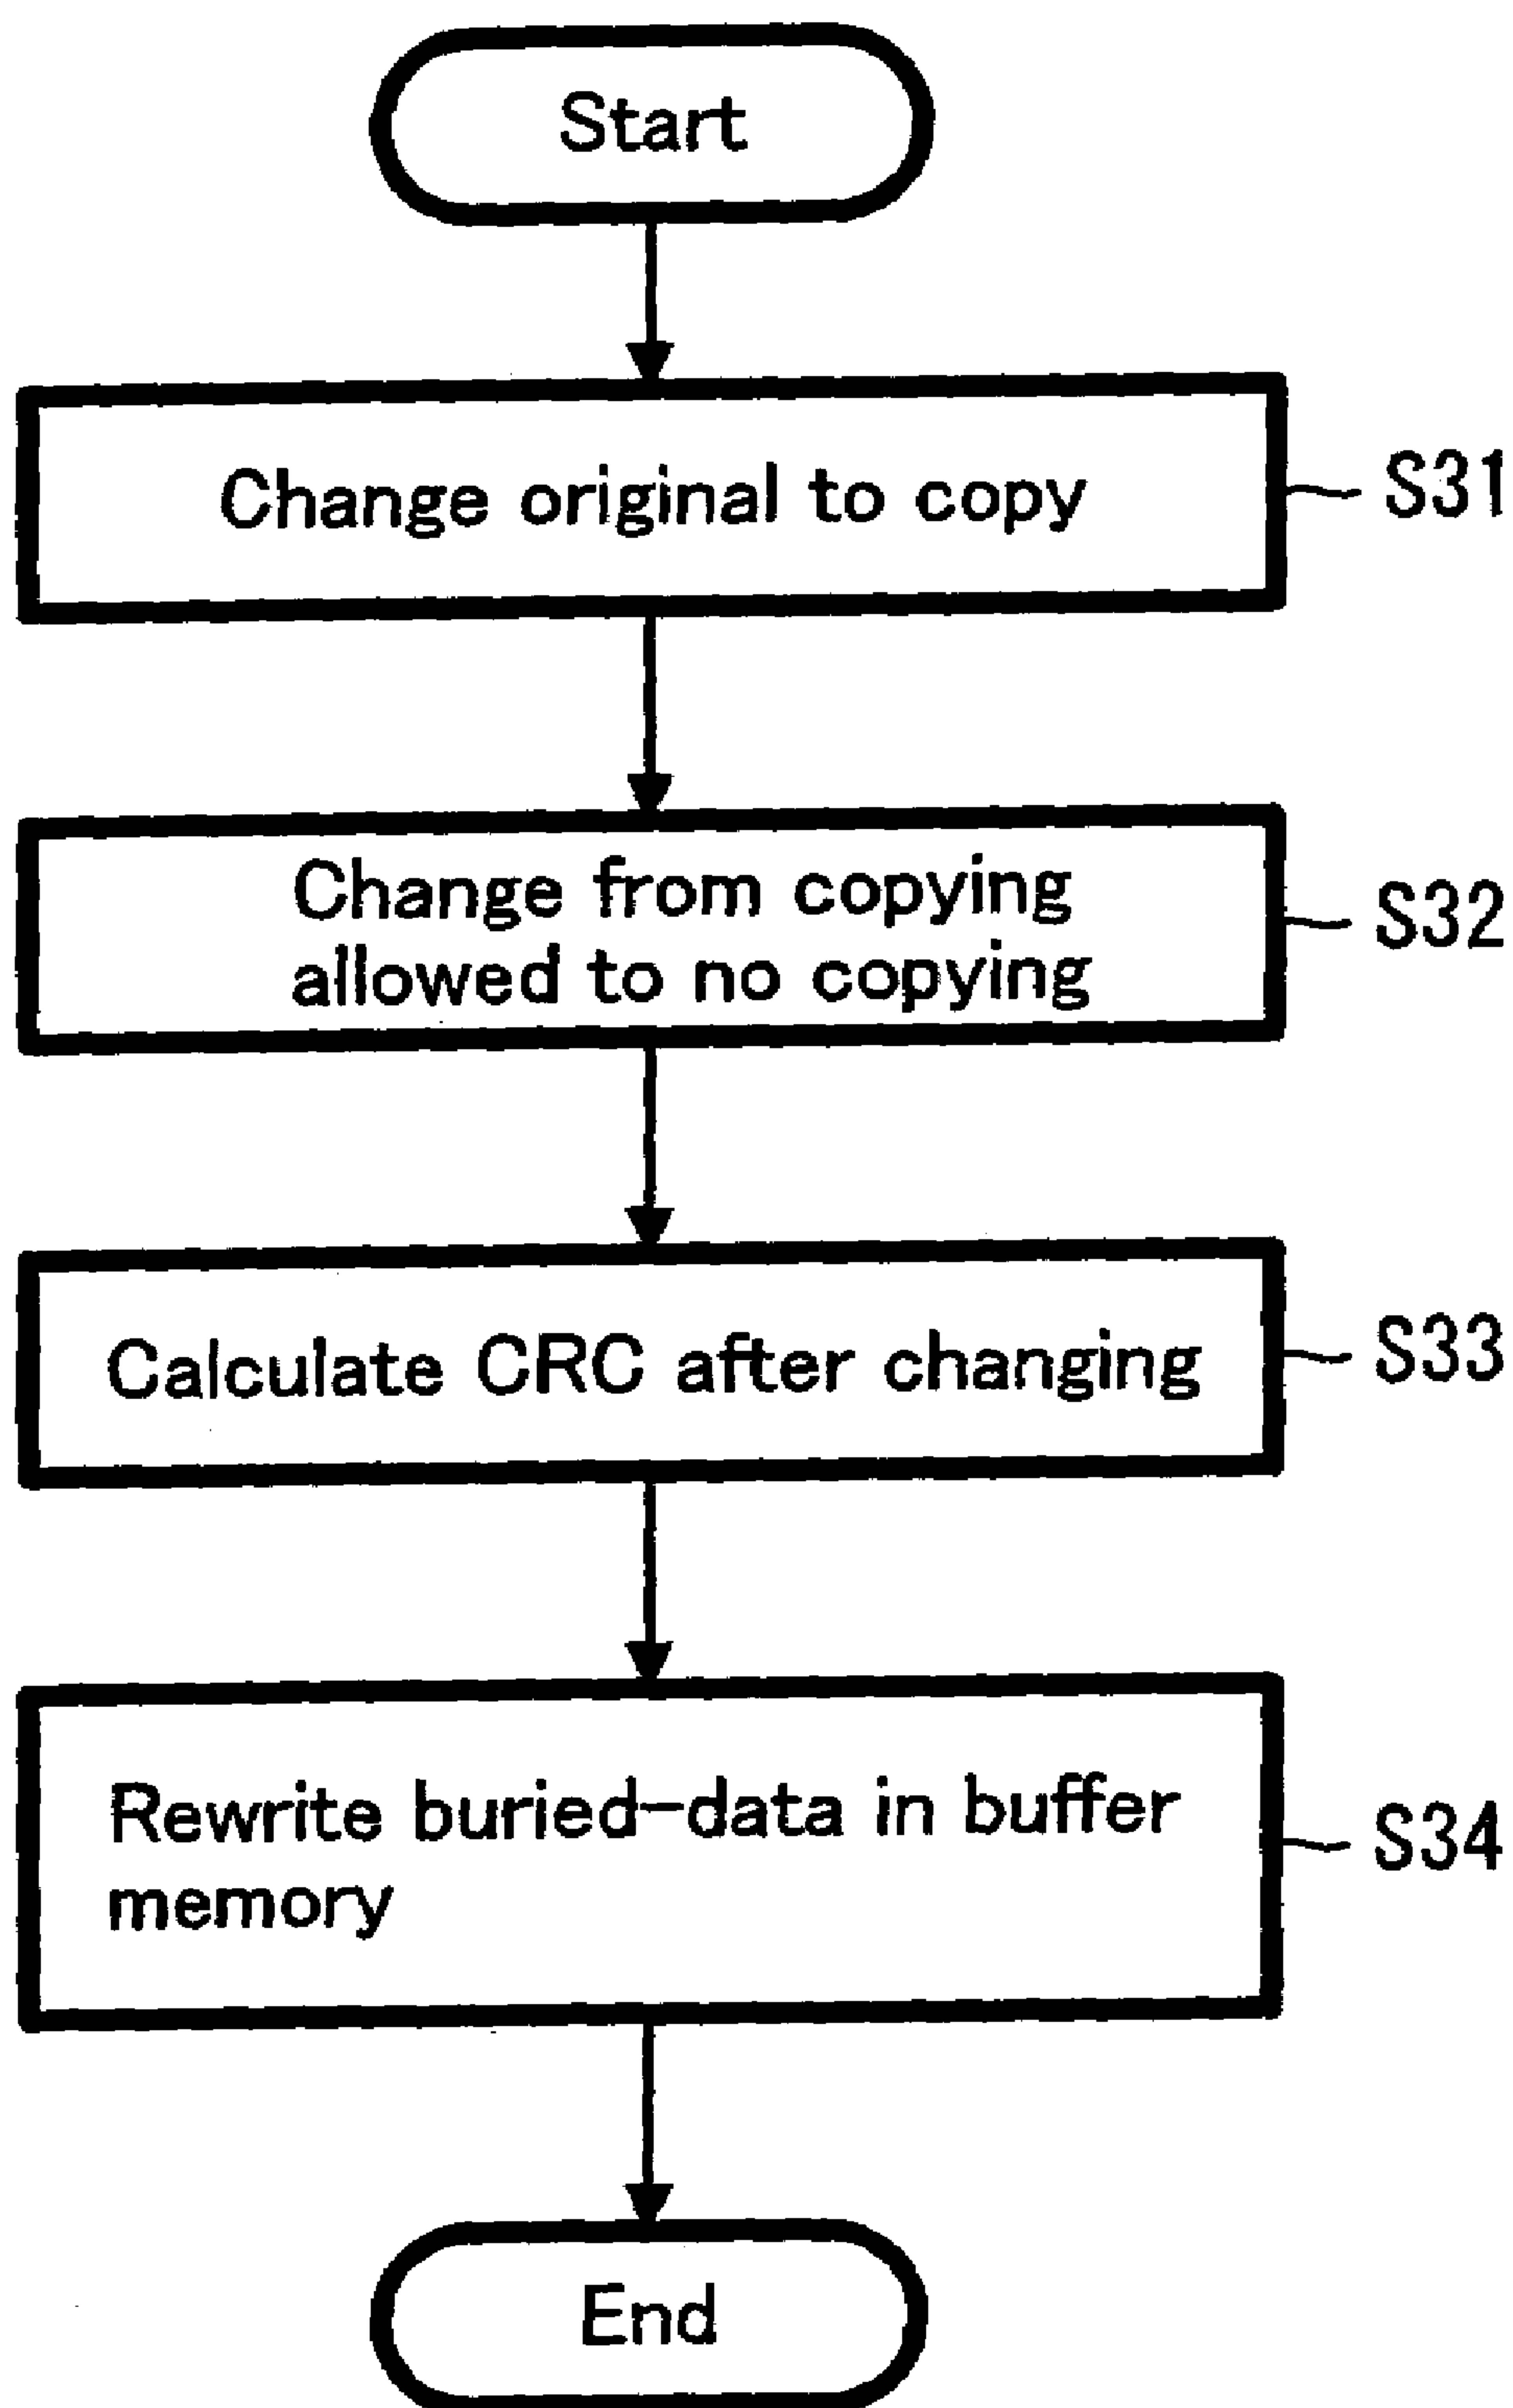 Start
Change original to copy
S31
Change from copying
allowed to no copying
S32
Calculate CRC after changing
S33
Rewrite buried-data in buffer
memory
S34
End